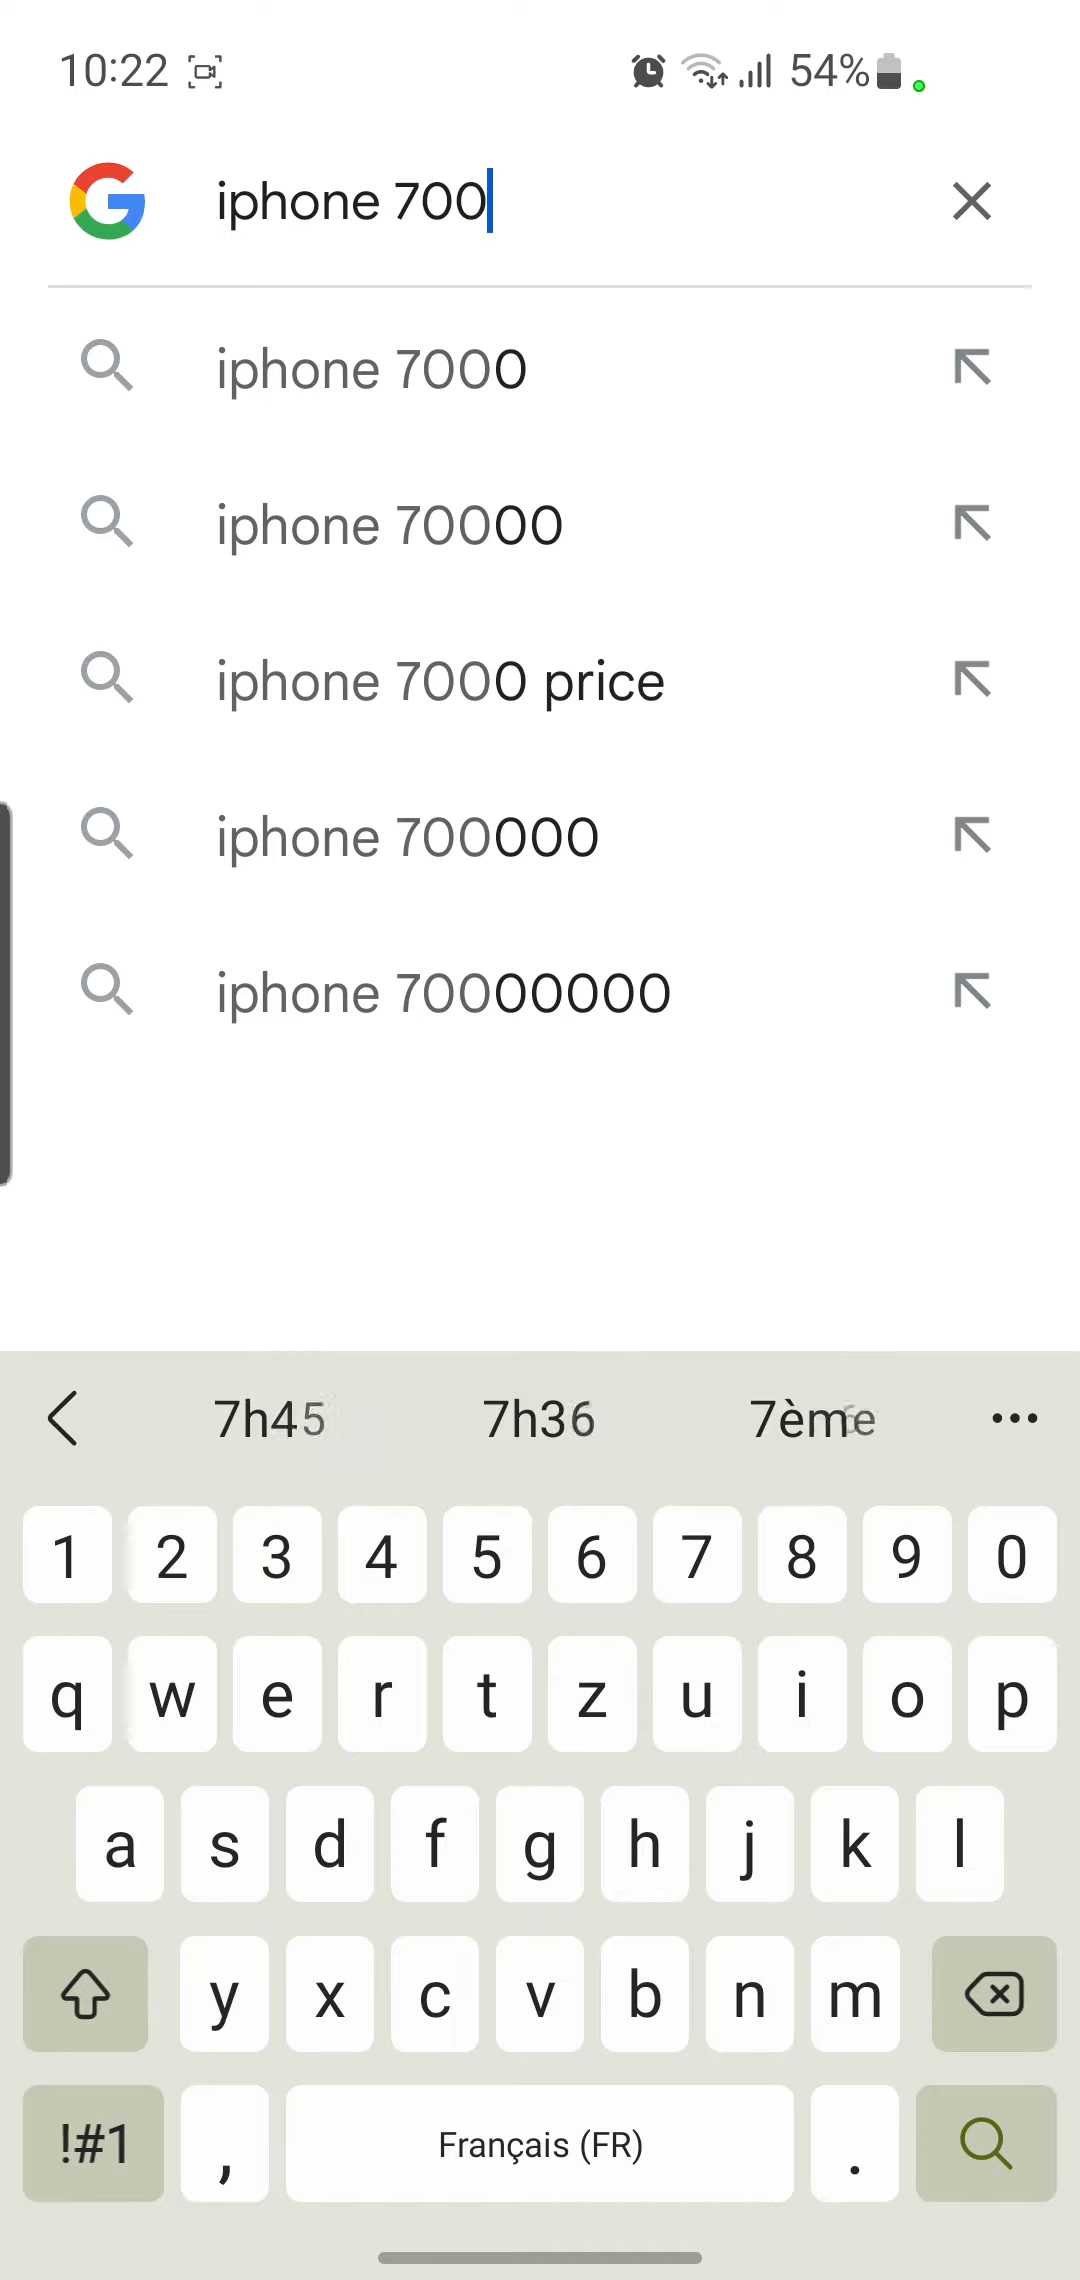 10:22 54%
iphone 700
iphone 7000
iphone 70000
iphone 7000 price
iphone 700000
iphone 70000000
7h45 7h36 7ème
1 2 3 4 5 6 7 8 9 0
q w e r t z u i o p
a s d f g h j k l
y x c v b n m
!#1 , Français (FR) .